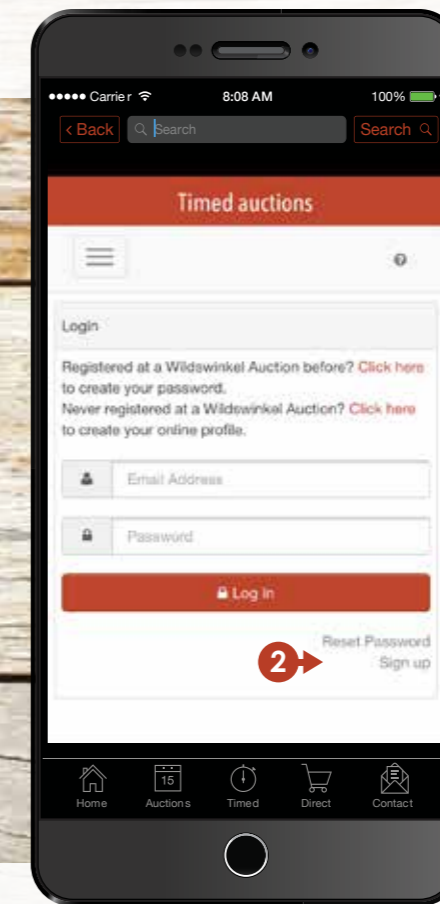 Carrier 8:08 AM 100%
< Back Search Search
Timed auctions
Login
Registered at a Wildswinkel Auction before? Click here
to create your password.
Never registered at a Wildswinkel Auction? Click here
to create your online profile.
Email Address
Password
Log In
Reset Password
2 Sign up
15
Home Auctions Timed Direct Contact